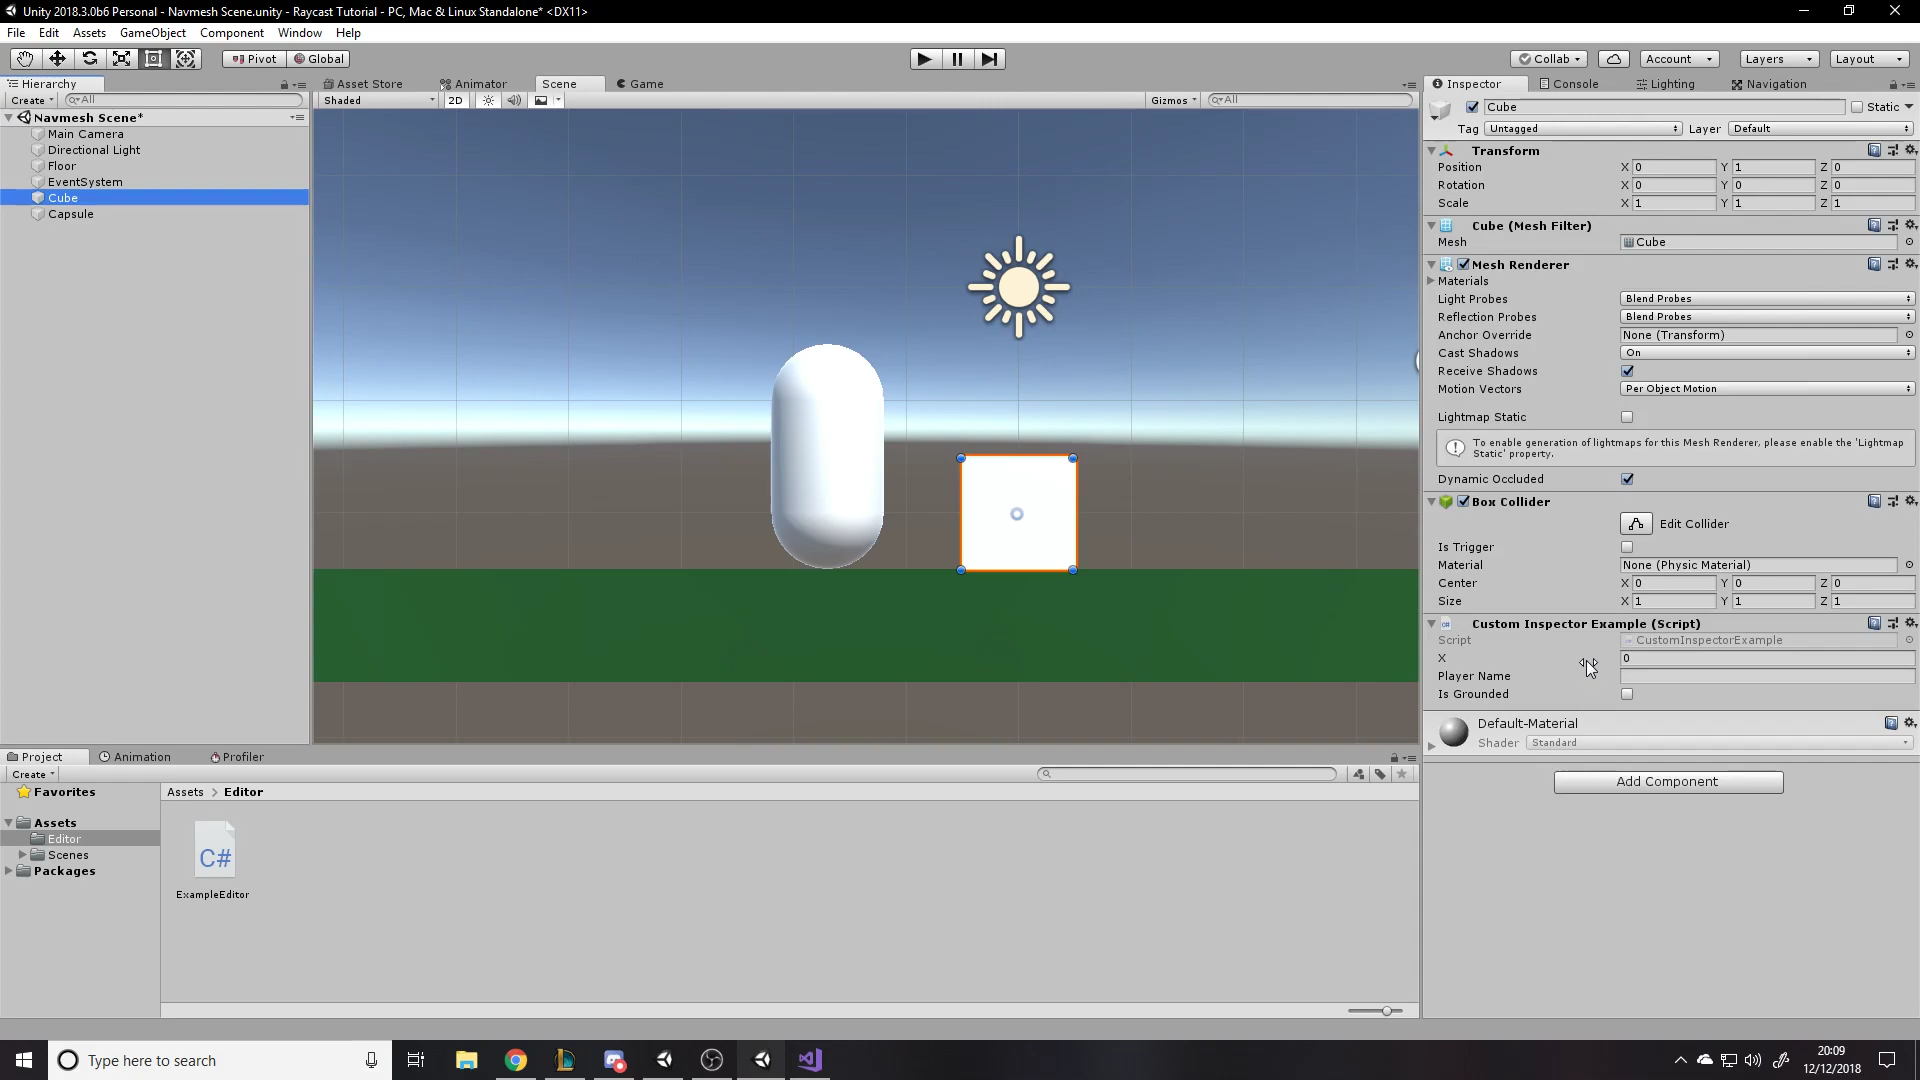 Unity 2018.3.0b6 Personal - Navmesh Scene.unity - Raycast Tutorial - PC, Mac & Linux Standalone* <DX11>
File Edit Assets GameObject Component Window Help
Pivot Global Collab Account Layers Layout
Hierarchy
Create All
Navmesh Scene*
Main Camera
Directional Light
Floor
EventSystem
Cube
Capsule
Asset Store Animator Scene Game
Shaded 2D Gizmos All
Inspector Console Lighting Navigation
Cube Static
Tag Untagged Layer Default
Transform
Position X 0 Y 1 Z 0
Rotation X 0 Y 0 Z 0
Scale X 1 Y 1 Z 1
Cube (Mesh Filter)
Mesh Cube
Mesh Renderer
Materials
Light Probes Blend Probes
Reflection Probes Blend Probes
Anchor Override None (Transform)
Cast Shadows On
Receive Shadows
Motion Vectors Per Object Motion
Lightmap Static
To enable generation of lightmaps for this Mesh Renderer, please enable the 'Lightmap
Static' property.
Dynamic Occluded
Box Collider
Edit Collider
Is Trigger
Material None (Physic Material)
Center X 0 Y 0 Z 0
Size X 1 Y 1 Z 1
Custom Inspector Example (Script)
Script CustomInspectorExample
X 0
Player Name
Is Grounded
Default-Material
Shader Standard
Add Component
Project Animation Profiler
Create
Favorites
Assets
Editor
Scenes
Packages
Assets > Editor
C#
ExampleEditor
Type here to search
20:09
12/12/2018